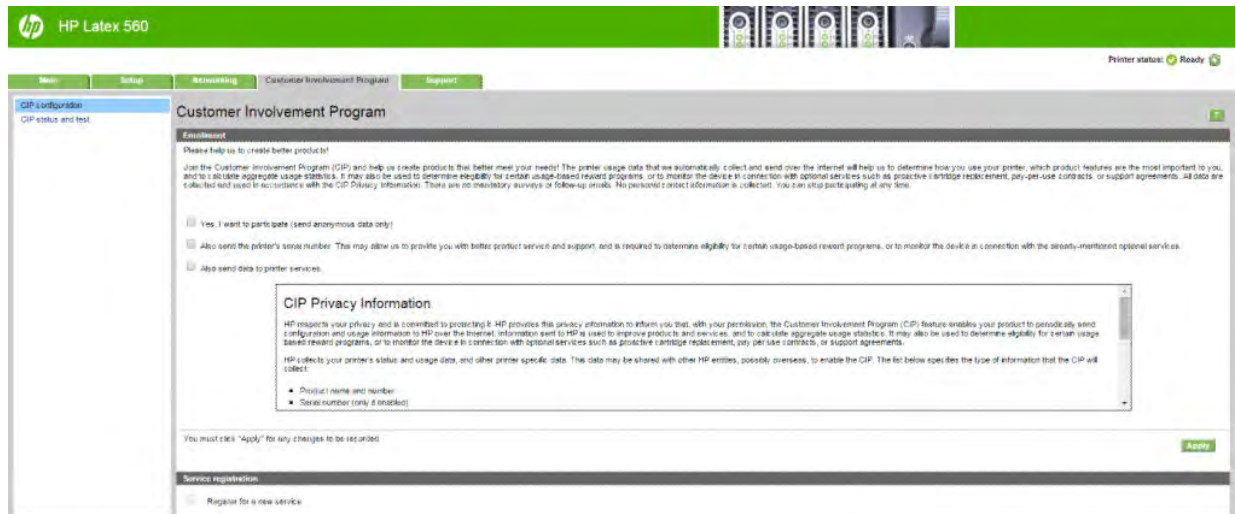 hp HP Latex 560
Printer status: Ready
Main Setup Networking Customer Involvement Program Support
CIP configuration
CIP status and test
Customer Involvement Program
?
Enrollment
Please help us to create better products!
Join the Customer Involvement Program (CIP) and help us create products that better meet your needs! The printer usage data that we automatically collect and send over the Internet will help us to determine how you use your printer, which product features are the most important to you,
and to calculate aggregate usage statistics. It may also be used to determine elegibility for certain usage-based reward programs, or to monitor the device in connection with optional services such as proactive cartridge replacement, pay-per-use contracts, or support agreements. All data are
collected and used in accordance with the CIP Privacy Information. There are no mandatory surveys or follow-up emails. No personal contact information is collected. You can stop participating at any time.
Yes, I want to participate (send anonymous data only)
Also send the printer's serial number. This may allow us to provide you with better product service and support, and is required to determine eligibility for certain usage-based reward programs, or to monitor the device in connection with the already-mentioned optional services.
Also send data to printer services.
CIP Privacy Information
HP respects your privacy and is committed to protecting it. HP provides this privacy information to inform you that, with your permission, the Customer Involvement Program (CIP) feature enables your product to periodically send
configuration and usage information to HP over the Internet. Information sent to HP is used to improve products and services, and to calculate aggregate usage statistics. It may also be used to determine elegibility for certain usage
based reward programs, or to monitor the device in connection with optional services such as proactive cartridge replacement, pay per use contracts, or support agreements.
HP collects your printer's status and usage data, and other printer specific data. This data may be shared with other HP entities, possibly overseas, to enable the CIP. The list below specifies the type of information that the CIP will
collect:
Product name and number
Serial number (only if enabled)
You must click "Apply" for any changes to be recorded
Apply
Service registration
Register for a new service